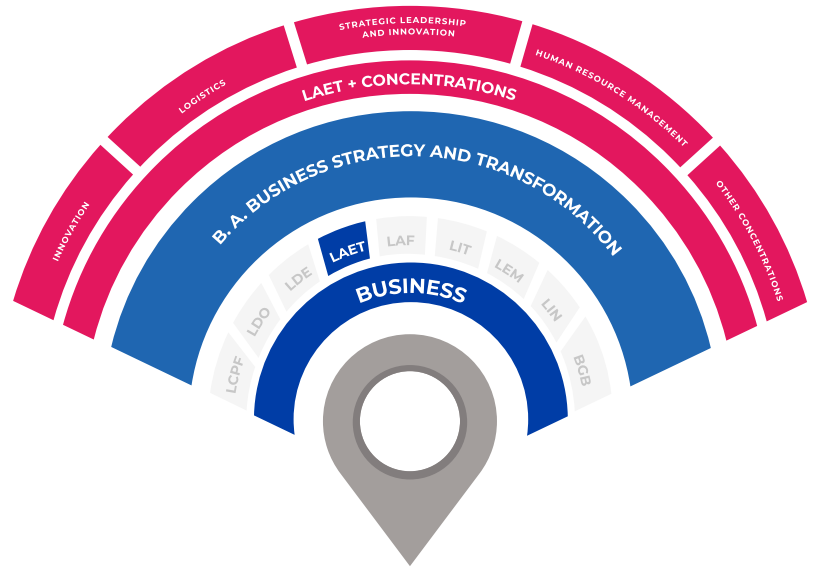 STRATEGIC LEADERSHIP
AND INNOVATION
LOGISTICS
HUMAN RESOURCE MANAGEMENT
INNOVATION
OTHER CONCENTRATIONS
LAET + CONCENTRATIONS
B. A. BUSINESS STRATEGY AND TRANSFORMATION
LCPF
LDO
LDE
LAET
LAF
LIT
LEM
LIN
BGB
BUSINESS